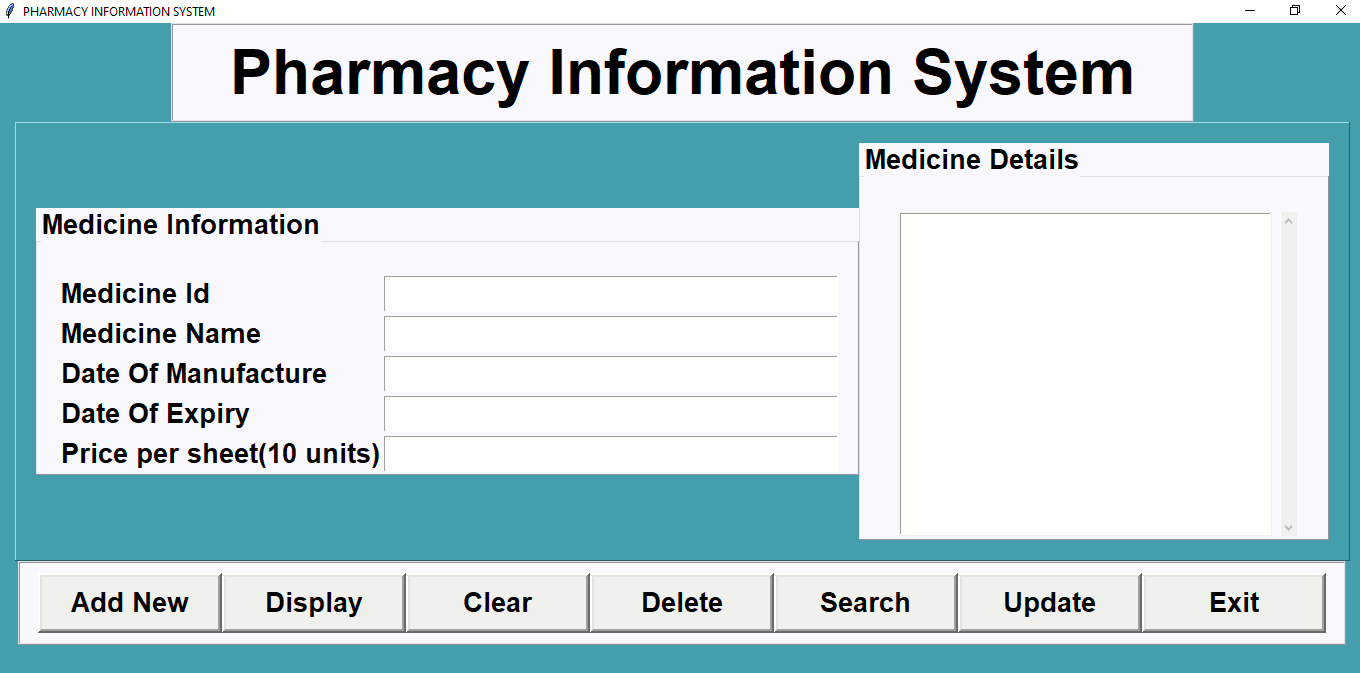 PHARMACY INFORMATION SYSTEM
Pharmacy Information System
Medicine Information
Medicine Id
Medicine Name
Date Of Manufacture
Date Of Expiry
Price per sheet(10 units)
Medicine Details
Add New
Display
Clear
Delete
Search
Update
Exit